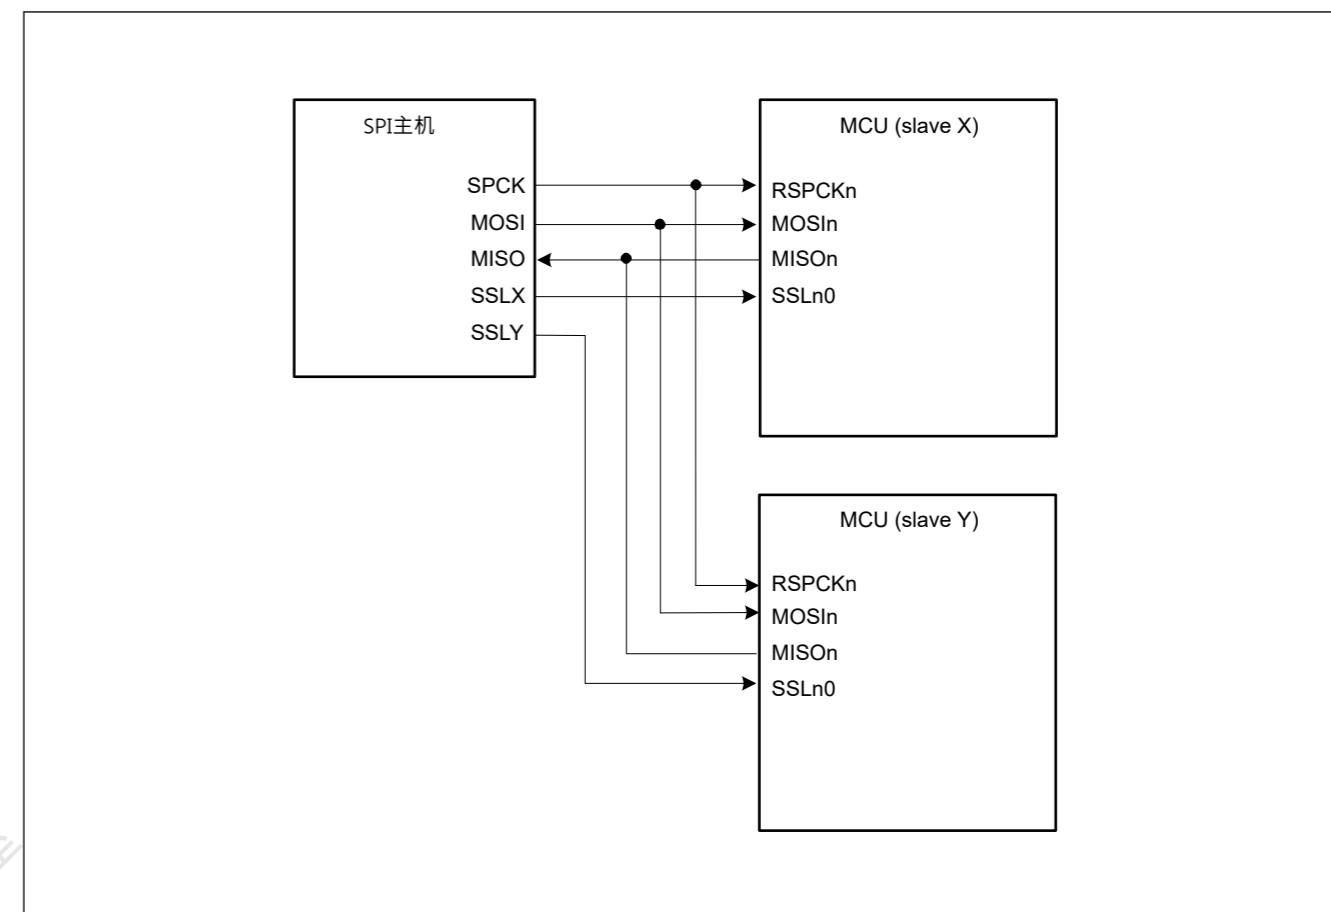 SPI主机
SPCK
MOSI
MISO
SSLX
SSLY
MCU (slave X)
RSPCKn
MOSIn
MISOn
SSLn0
MCU (slave Y)
RSPCKn
MOSIn
MISOn
SSLn0